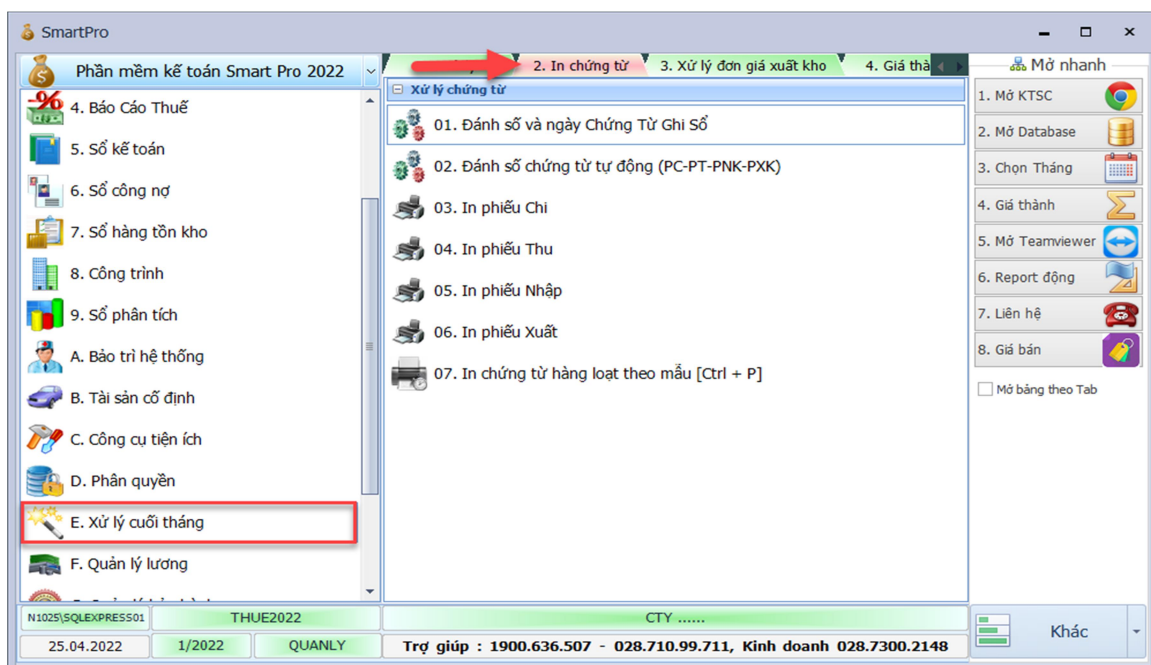 SmartPro
Phần mềm kế toán Smart Pro 2022
4. Báo Cáo Thuế
5. Sổ kế toán
6. Sổ công nợ
7. Sổ hàng tồn kho
8. Công trình
9. Sổ phân tích
A. Bảo trì hệ thống
B. Tài sản cố định
C. Công cụ tiện ích
D. Phân quyền
E. Xử lý cuối tháng
F. Quản lý lương
2. In chứng từ
3. Xử lý đơn giá xuất kho
4. Giá thà
Xử lý chứng từ
01. Đánh số và ngày Chứng Từ Ghi Sổ
02. Đánh số chứng từ tự động (PC-PT-PNK-PXK)
03. In phiếu Chi
04. In phiếu Thu
05. In phiếu Nhập
06. In phiếu Xuất
07. In chứng từ hàng loạt theo mẫu [Ctrl + P]
Mở nhanh
1. Mở KTSC
2. Mở Database
3. Chọn Tháng
4. Giá thành
5. Mở Teamviewer
6. Report động
7. Liên hệ
8. Giá bán
Mở bảng theo Tab
N1025\SQLEXPRESS01
THUE2022
CTY ......
25.04.2022
1/2022
QUANLY
Trợ giúp : 1900.636.507 - 028.710.99.711, Kinh doanh 028.7300.2148
Khác